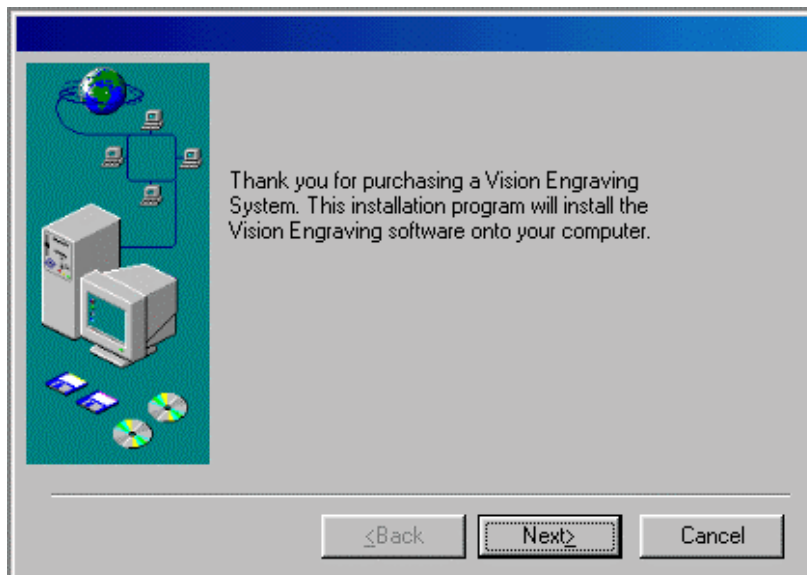 Thank you for purchasing a Vision Engraving
System. This installation program will install the
Vision Engraving software onto your computer.
<Back Next> Cancel